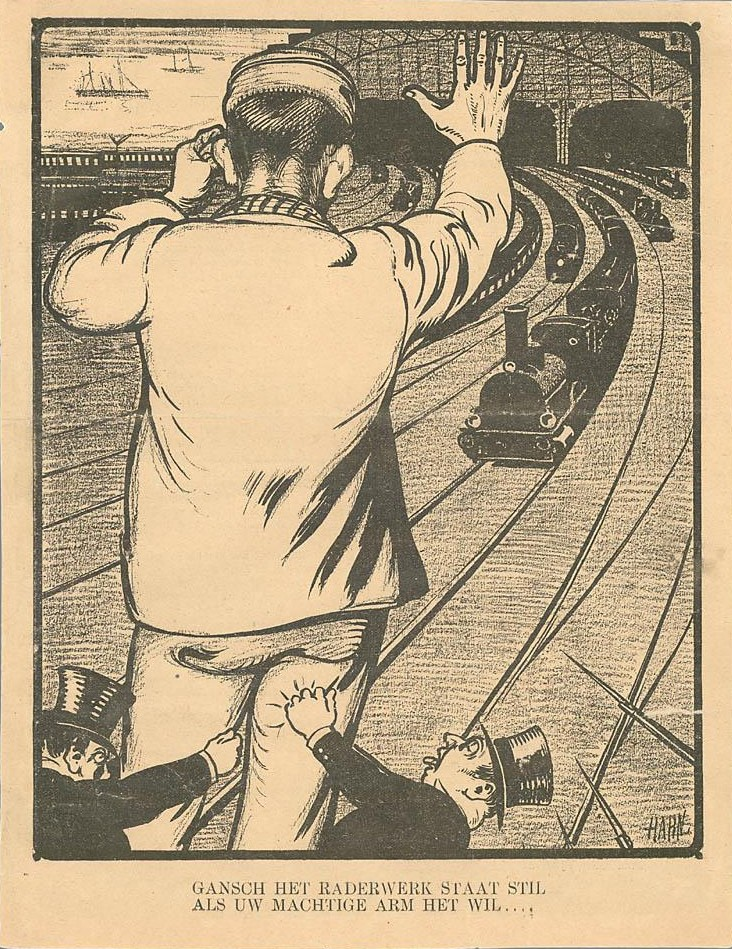 HAHN
GANSCH HET RADERWERK STAAT STIL
ALS UW MACHTIGE ARM HET WIL....